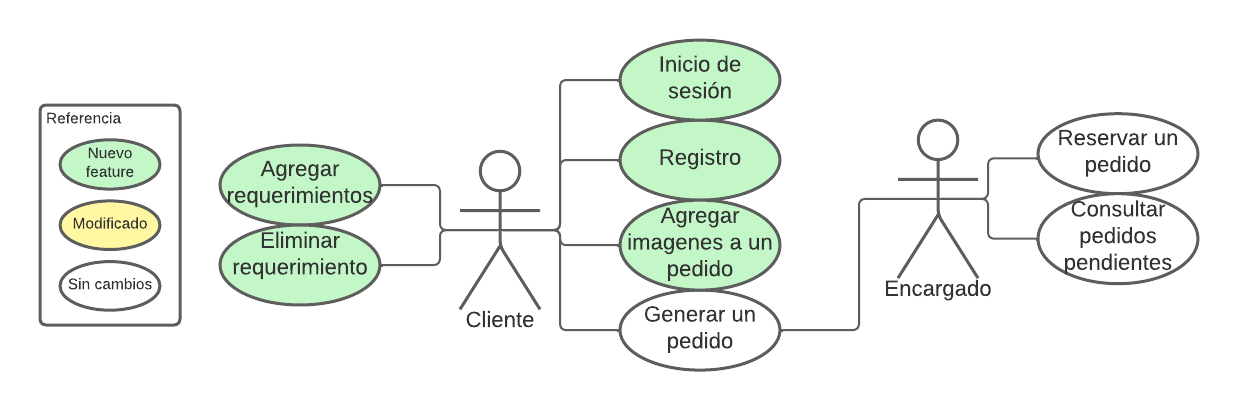 Referencia
Nuevo
feature
Modificado
Sin cambios
Agregar
requerimientos
Eliminar
requerimiento
Cliente
Inicio de
sesión
Registro
Agregar
imagenes a un
pedido
Generar un
pedido
Encargado
Reservar un
pedido
Consultar
pedidos
pendientes